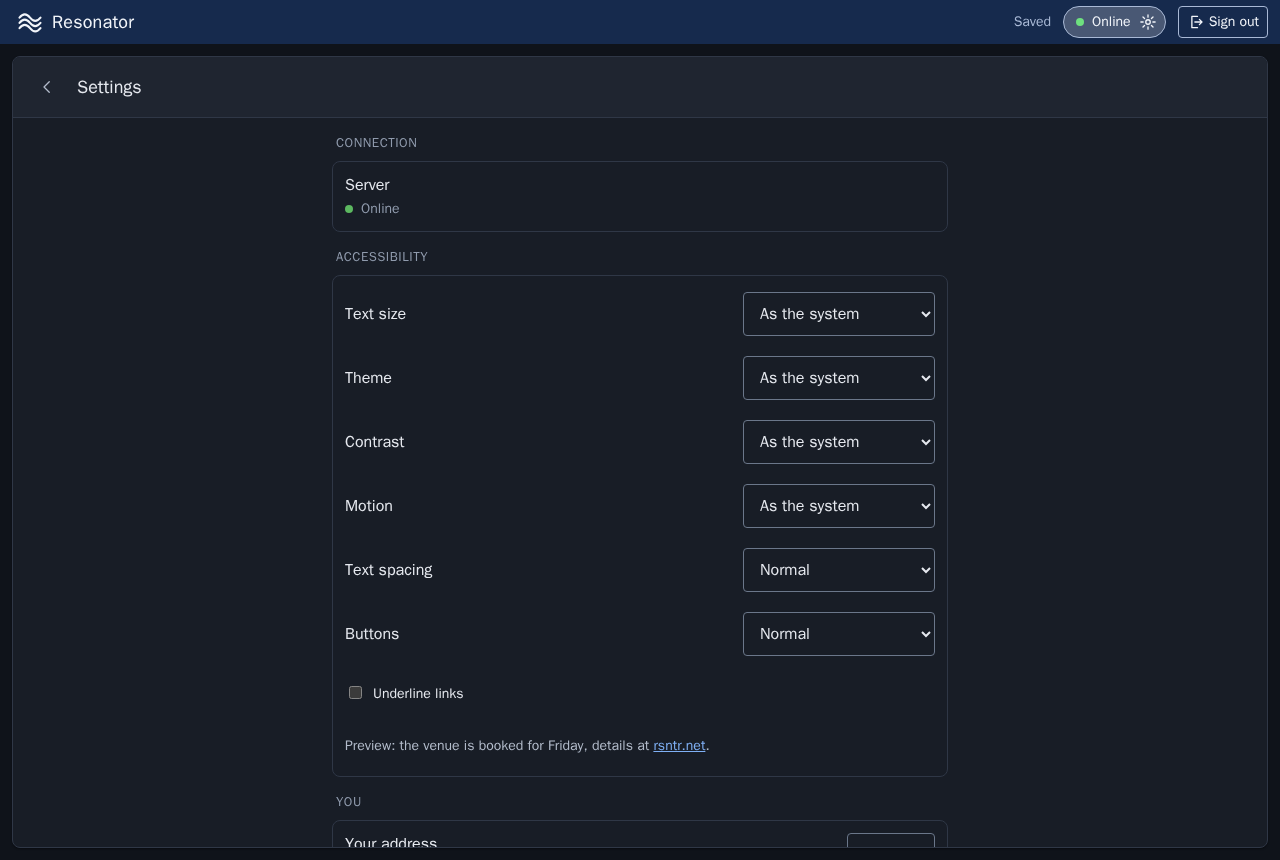 Resonator
Saved
Online
Sign out
Settings
CONNECTION
Server
Online
ACCESSIBILITY
Text size
As the system
Theme
As the system
Contrast
As the system
Motion
As the system
Text spacing
Normal
Buttons
Normal
Underline links
Preview: the venue is booked for Friday, details at rsntr.net.
YOU
Your address